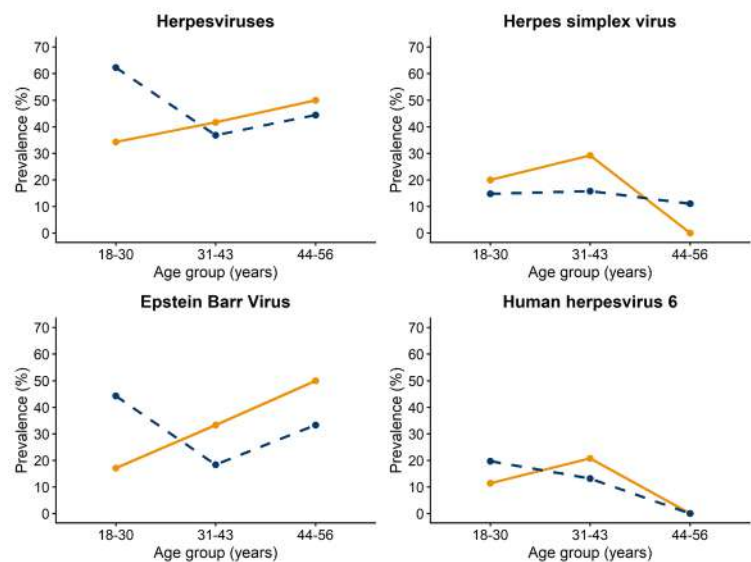 Herpesviruses
Prevalence (%)
70
60
50
40
30
20
10
0
18-30 31-43 44-56
Age group (years)
Herpes simplex virus
Prevalence (%)
70
60
50
40
30
20
10
0
18-30 31-43 44-56
Age group (years)
Epstein Barr Virus
Prevalence (%)
70
60
50
40
30
20
10
0
18-30 31-43 44-56
Age group (years)
Human herpesvirus 6
Prevalence (%)
70
60
50
40
30
20
10
0
18-30 31-43 44-56
Age group (years)